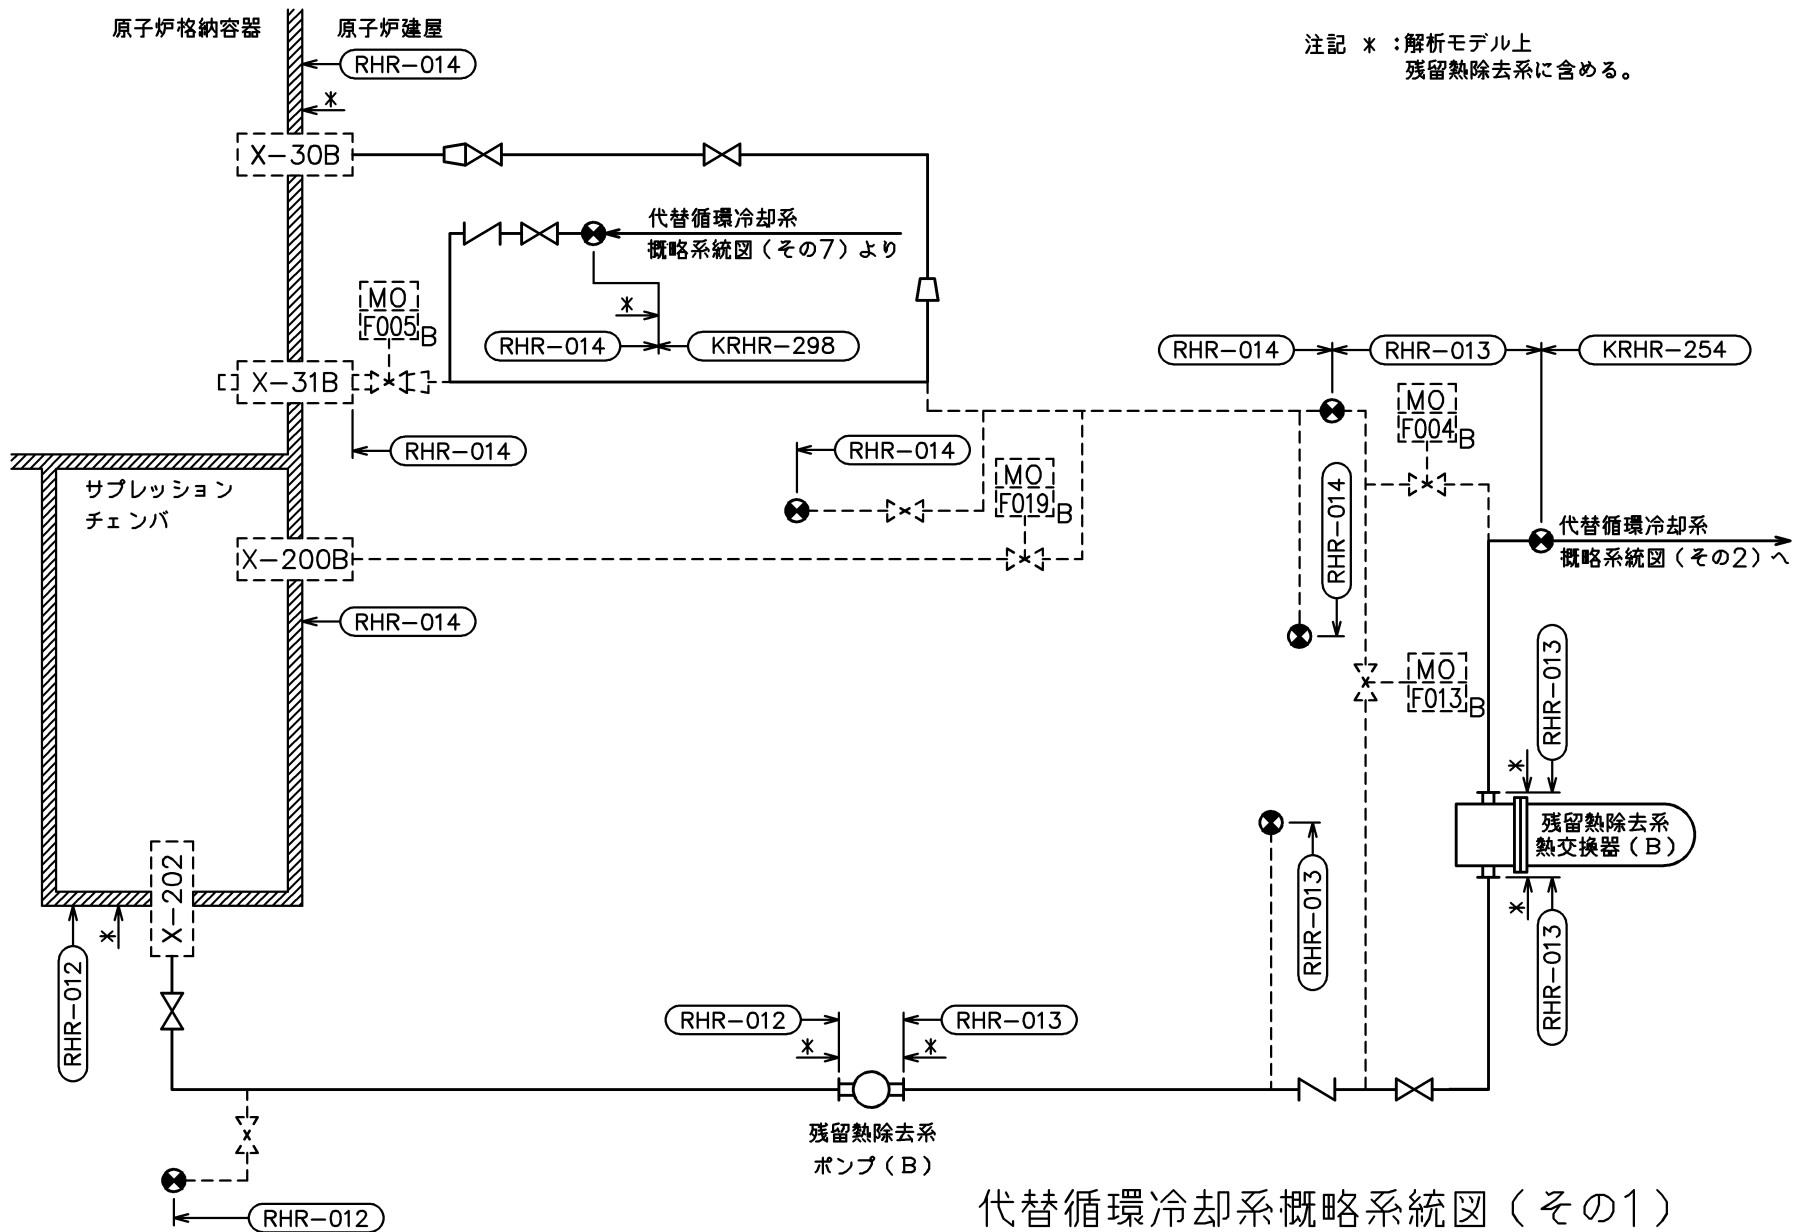 原子炉格納容器
原子炉建屋
注記 * :解析モデル上
残留熱除去系に含める。
RHR-014
*
X-30B
代替循環冷却系
概略系統図(その7)より
MO
F005
B
*
RHR-014
KRHR-298
RHR-014
RHR-013
KRHR-254
X-31B
MO
F004
B
RHR-014
RHR-014
MO
F019
B
RHR-014
サプレッション
チェンバ
代替循環冷却系
概略系統図(その2)へ
X-200B
RHR-014
MO
F013
B
RHR-013
*
残留熱除去系
熱交換器(B)
*
RHR-013
RHR-013
X-202
*
RHR-012
RHR-012
RHR-013
*
*
残留熱除去系
ポンプ(B)
RHR-012
代替循環冷却系概略系統図(その1)